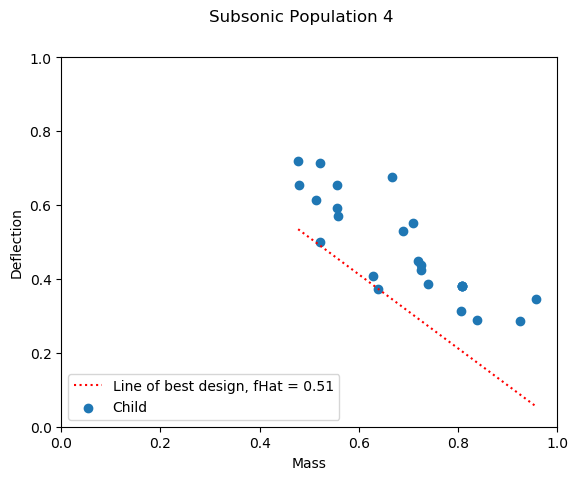 Subsonic Population 4
1.0
0.8
0.6
0.4
0.2
0.0
Deflection
Line of best design, fHat = 0.51
Child
0.0 0.2 0.4 0.6 0.8 1.0
Mass